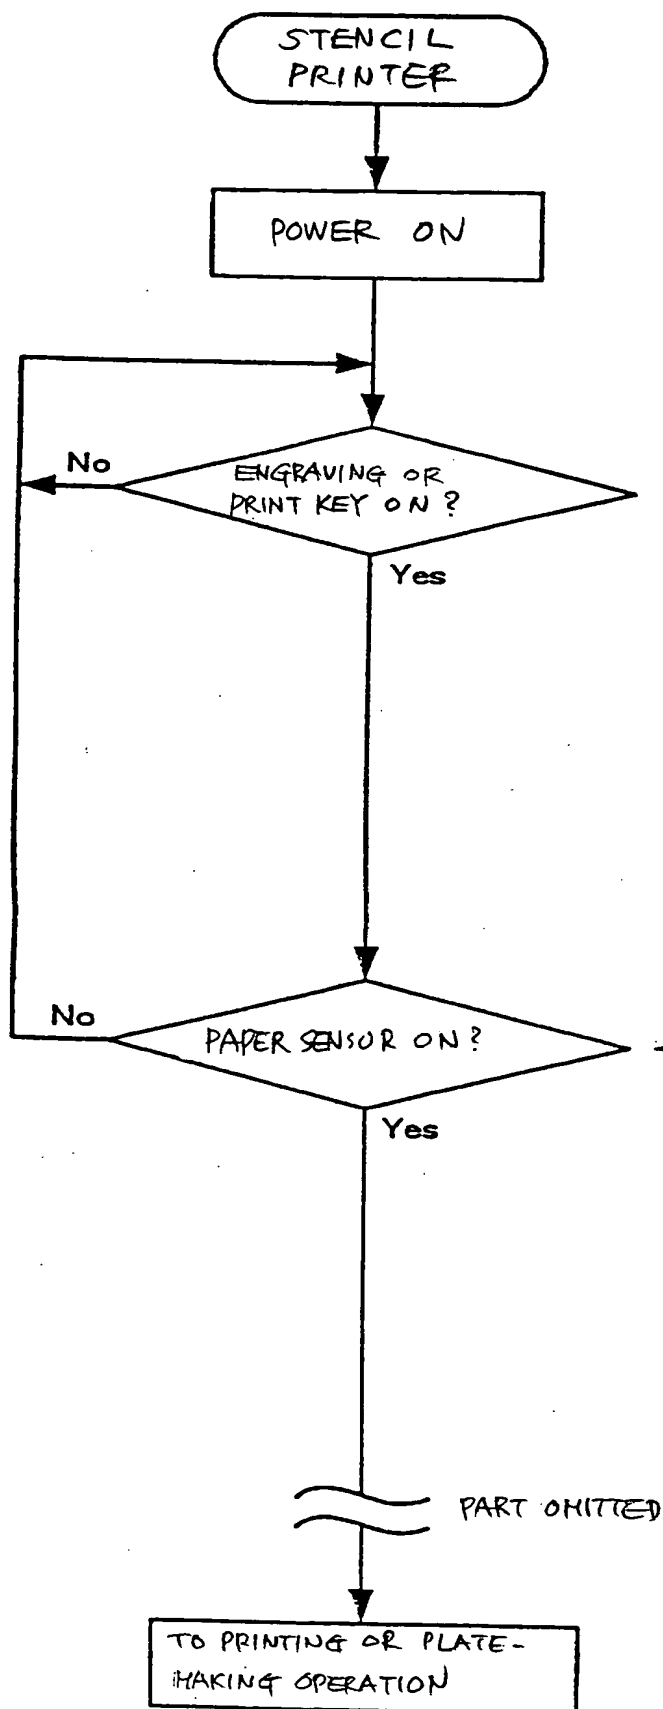 STENCIL
PRINTER
POWER ON
No
ENGRAVING OR
PRINT KEY ON?
Yes
No
PAPER SENSUR ON?
Yes
PART OMITTED
TO PRINTING OR PLATE-
MAKING OPERATION